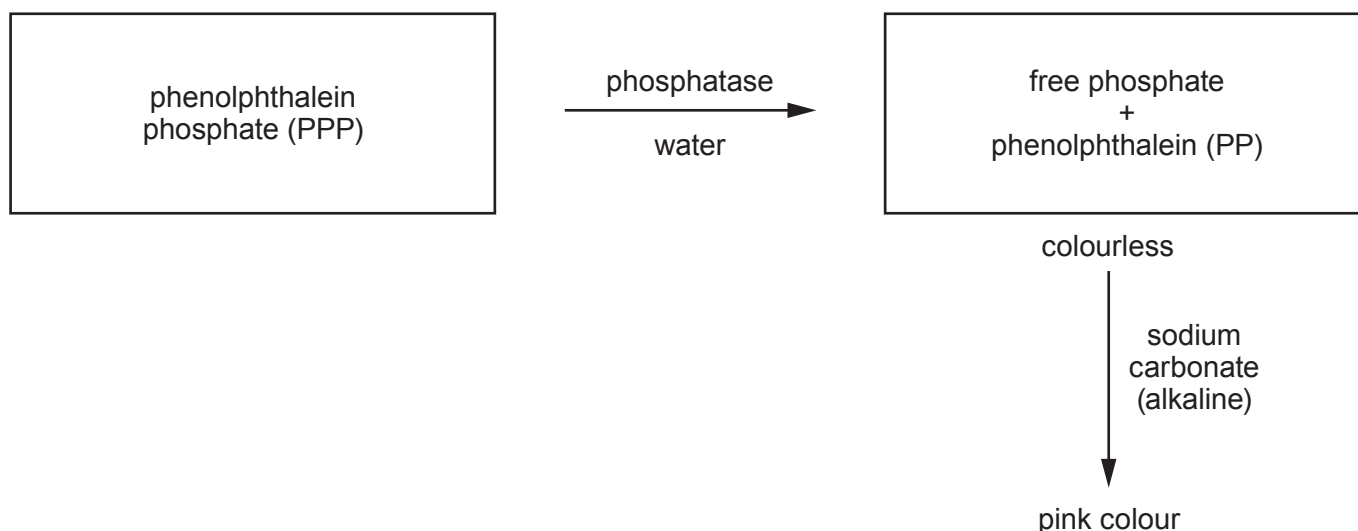 phenolphthalein
phosphate (PPP)
phosphatase
water
free phosphate
+
phenolphthalein (PP)
colourless
sodium
carbonate
(alkaline)
pink colour